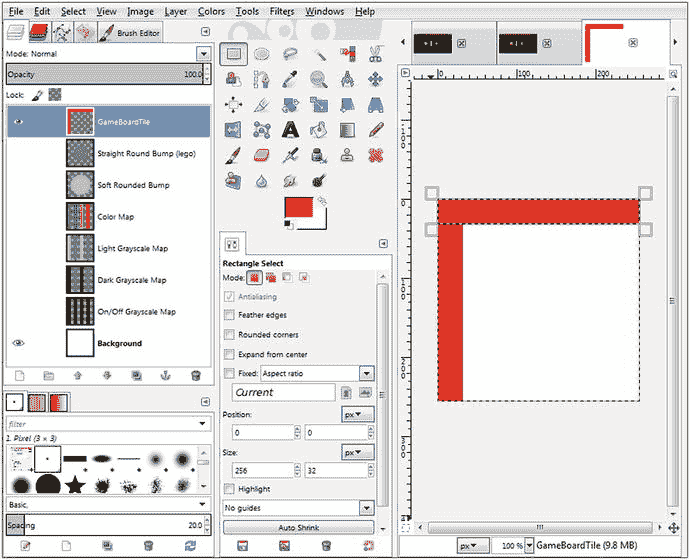 File Edit Select View Image Layer Colors Tools Filters Windows Help
Brush Editor
Mode: Normal
Opacity 100.0
Lock:
GameBoardTile
Straight Round Bump (lego)
Soft Rounded Bump
Color Map
Light Grayscale Map
Dark Grayscale Map
On/Off Grayscale Map
Background
filter
1. Pixel (3 × 3)
Basic,
Spacing 20.0
Rectangle Select
Mode:
Antialiasing
Feather edges
Rounded corners
Expand from center
Fixed: Aspect ratio
Current
Position: px
0 0
Size: px
256 32
Highlight
No guides
Auto Shrink
0 100 200
px 100 % GameBoardTile (9.8 MB)